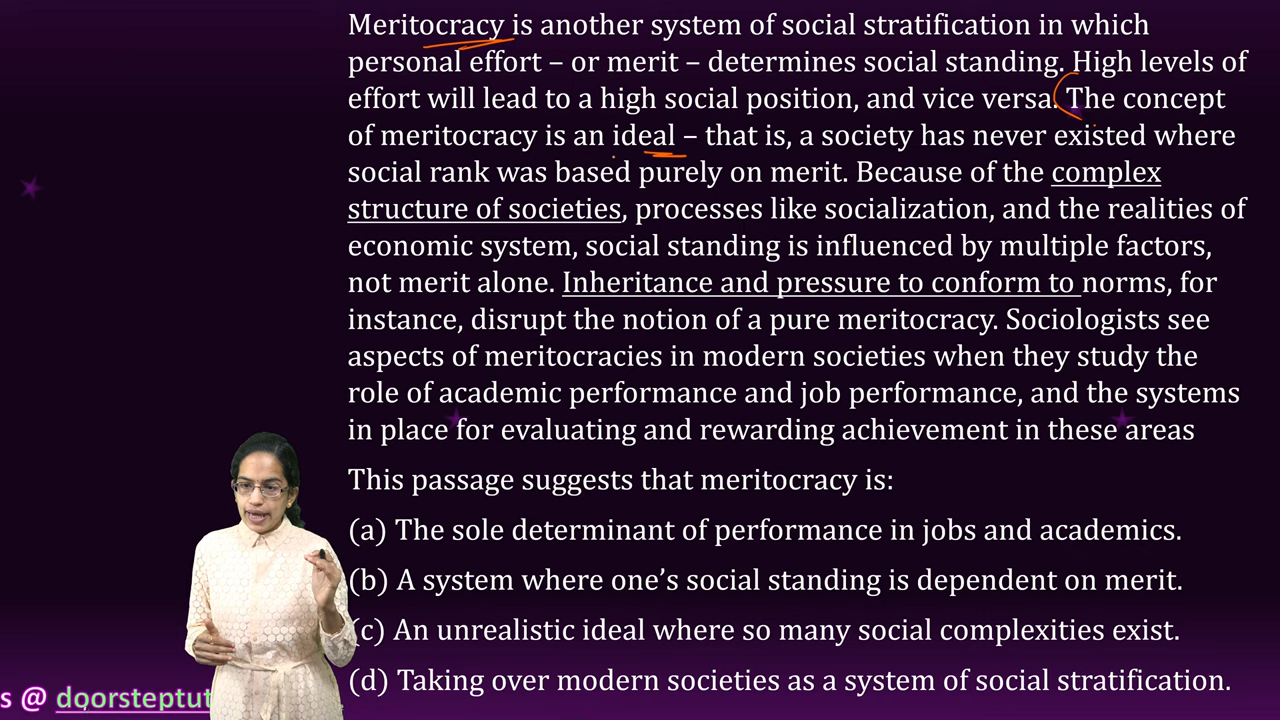 Meritocracy is another system of social stratification in which
personal effort – or merit – determines social standing. High levels of
effort will lead to a high social position, and vice versa. The concept
of meritocracy is an ideal – that is, a society has never existed where
social rank was based purely on merit. Because of the complex
structure of societies, processes like socialization, and the realities of
economic system, social standing is influenced by multiple factors,
not merit alone. Inheritance and pressure to conform to norms, for
instance, disrupt the notion of a pure meritocracy. Sociologists see
aspects of meritocracies in modern societies when they study the
role of academic performance and job performance, and the systems
in place for evaluating and rewarding achievement in these areas
This passage suggests that meritocracy is:
(a) The sole determinant of performance in jobs and academics.
(b) A system where one’s social standing is dependent on merit.
(c) An unrealistic ideal where so many social complexities exist.
(d) Taking over modern societies as a system of social stratification.
s @ doorsteptut